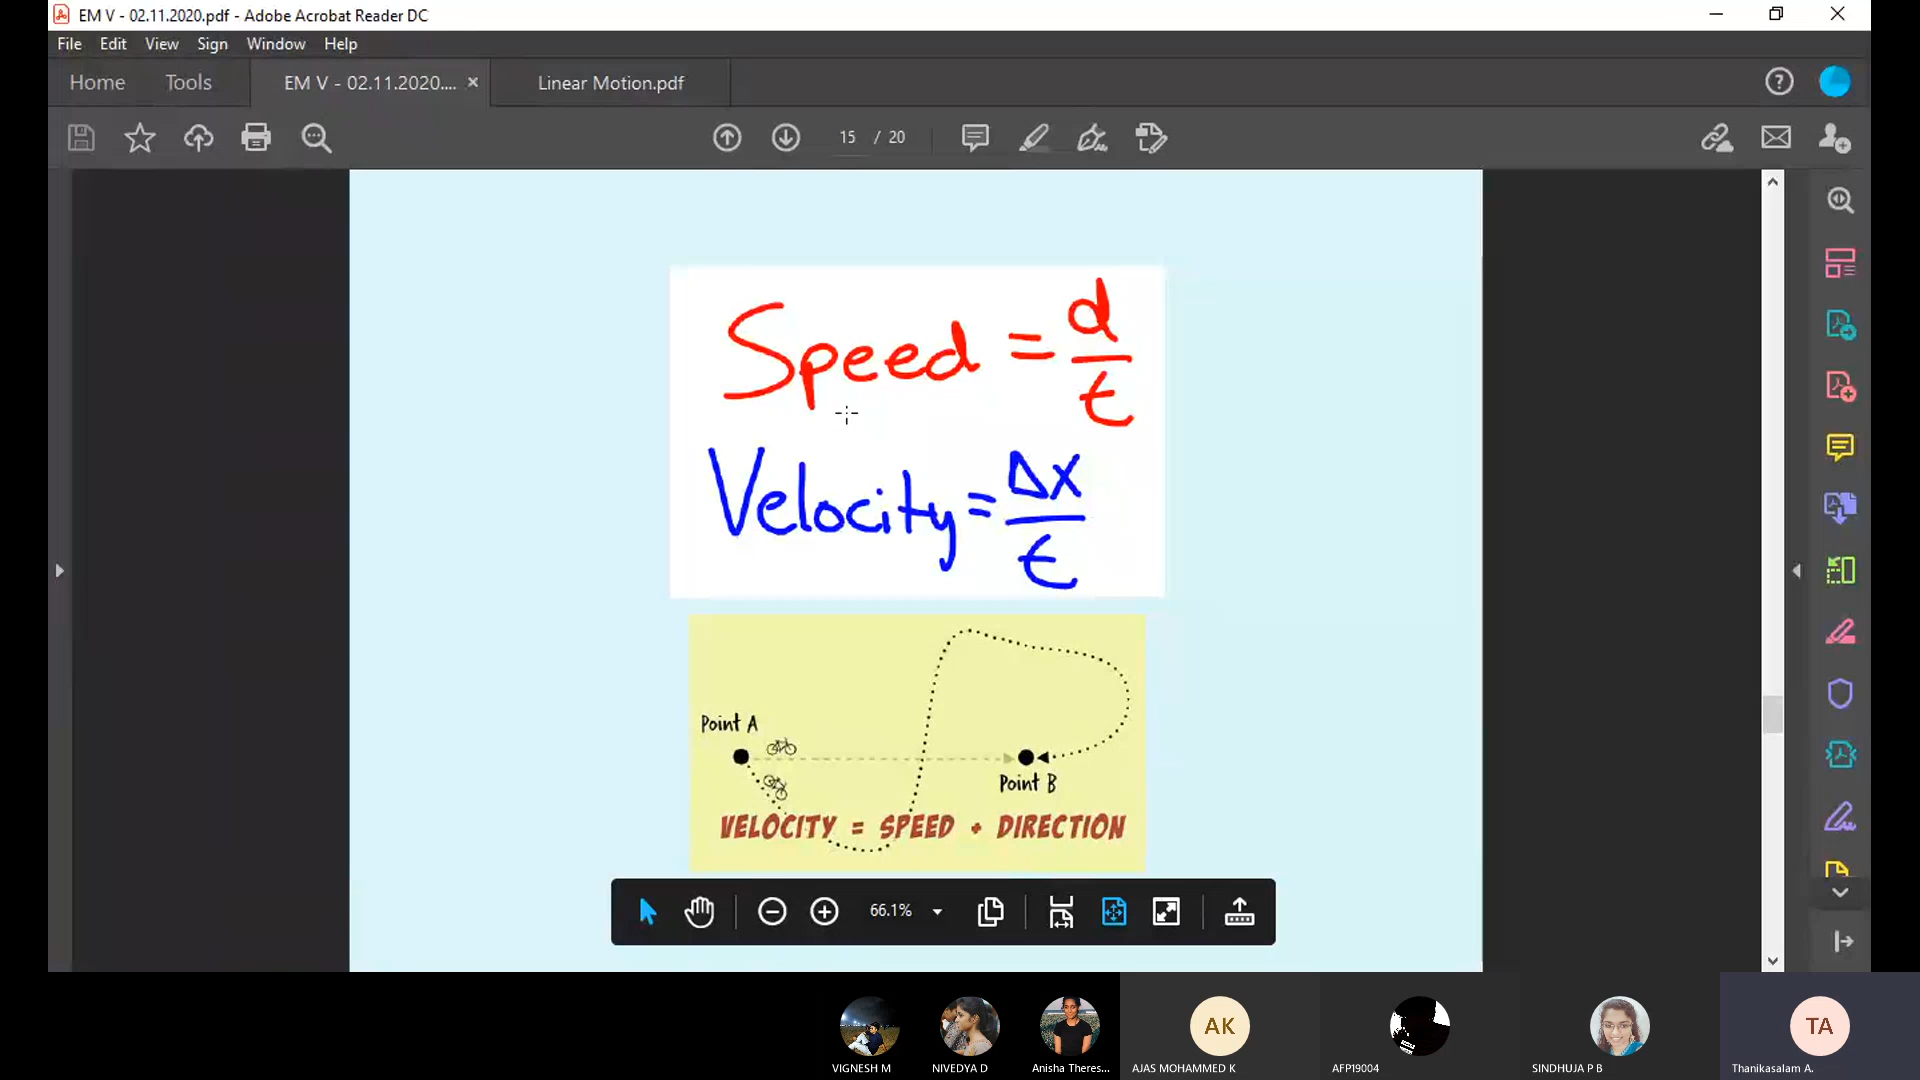 EM V - 02.11.2020.pdf - Adobe Acrobat Reader DC
File Edit View Sign Window Help
Home Tools EM V - 02.11.2020.... × Linear Motion.pdf
15 / 20
Speed = d/t
Velocity = Δx/t
Point A
Point B
VELOCITY = SPEED + DIRECTION
66.1%
AK
TA
VIGNESH M
NIVEDYA D
Anisha Theres...
AJAS MOHAMMED K
AFP19004
SINDHUJA P B
Thanikasalam A.